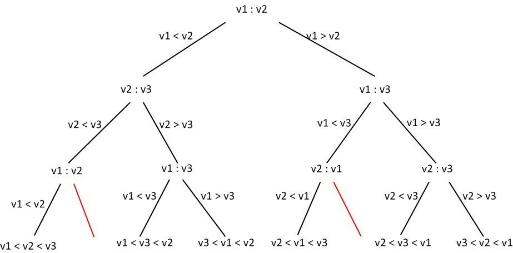 v1 : v2
v1 < v2
v1 > v2
v2 : v3
v1 : v3
v2 < v3
v2 > v3
v1 < v3
v1 > v3
v1 : v2
v1 : v3
v2 : v1
v2 : v3
v1 < v2
v1 < v3
v1 > v3
v2 < v1
v2 < v3
v2 > v3
v1 < v2 < v3
v1 < v3 < v2
v3 < v1 < v2
v2 < v1 < v3
v2 < v3 < v1
v3 < v2 < v1